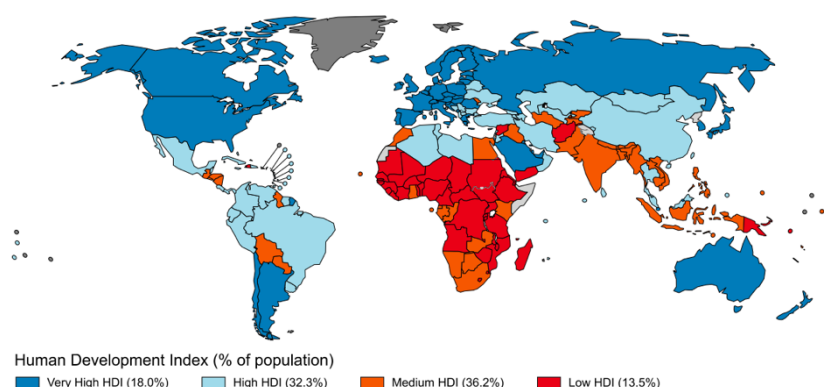 Human Development Index (% of population)
Very High HDI (18.0%) High HDI (32.3%) Medium HDI (36.2%) Low HDI (13.5%)